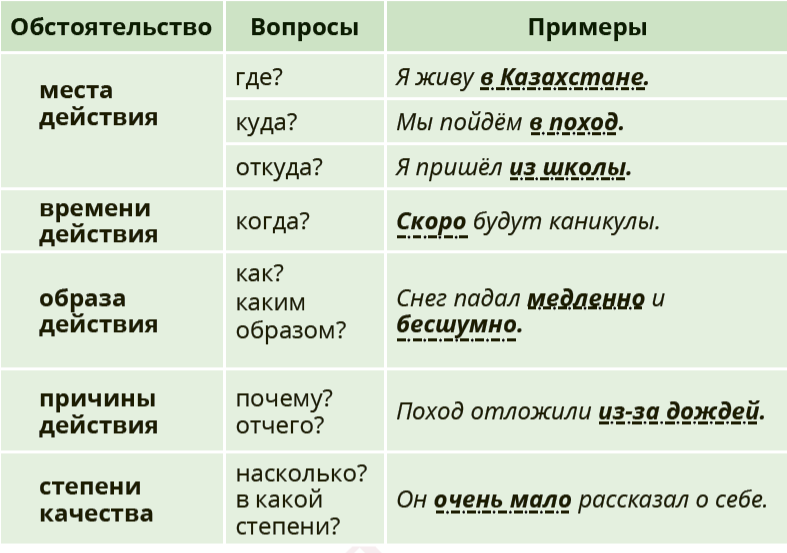 Обстоятельство Вопросы Примеры
места
действия
где? Я живу в Казахстане.
куда? Мы пойдём в поход.
откуда? Я пришёл из школы.
времени
действия
когда? Скоро будут каникулы.
образа
действия
как?
каким
образом?
Снег падал медленно и
бесшумно.
причины
действия
почему?
отчего?
Поход отложили из-за дождей.
степени
качества
насколько?
в какой
степени?
Он очень мало рассказал о себе.